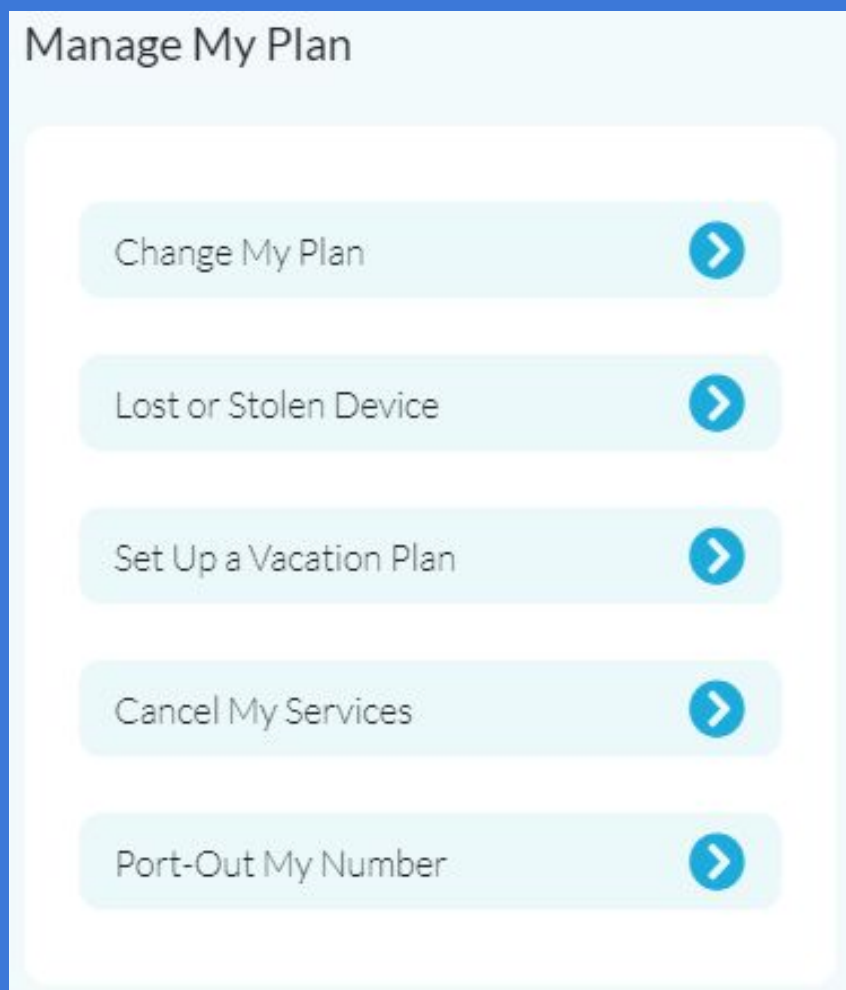 Manage My Plan
Change My Plan
Lost or Stolen Device
Set Up a Vacation Plan
Cancel My Services
Port-Out My Number